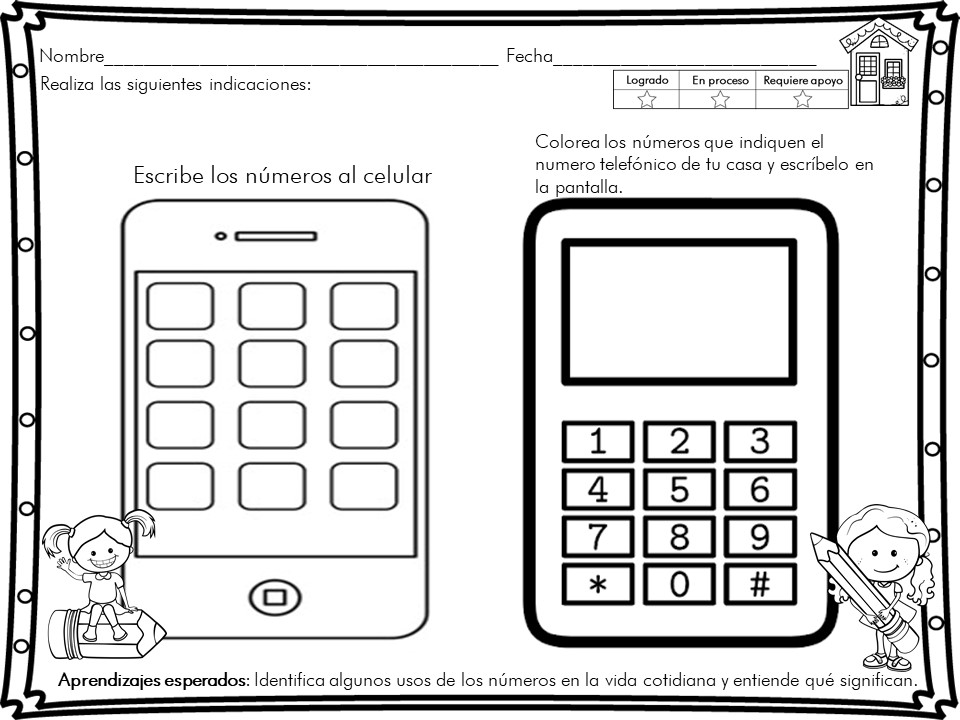 Nombre_______________________________________ Fecha__________________________
Realiza las siguientes indicaciones:
Logrado En proceso Requiere apoyo
Escribe los números al celular
Colorea los números que indiquen el
numero telefónico de tu casa y escríbelo en
la pantalla.
1 2 3
4 5 6
7 8 9
* 0 #
Aprendizajes esperados: Identifica algunos usos de los números en la vida cotidiana y entiende qué significan.